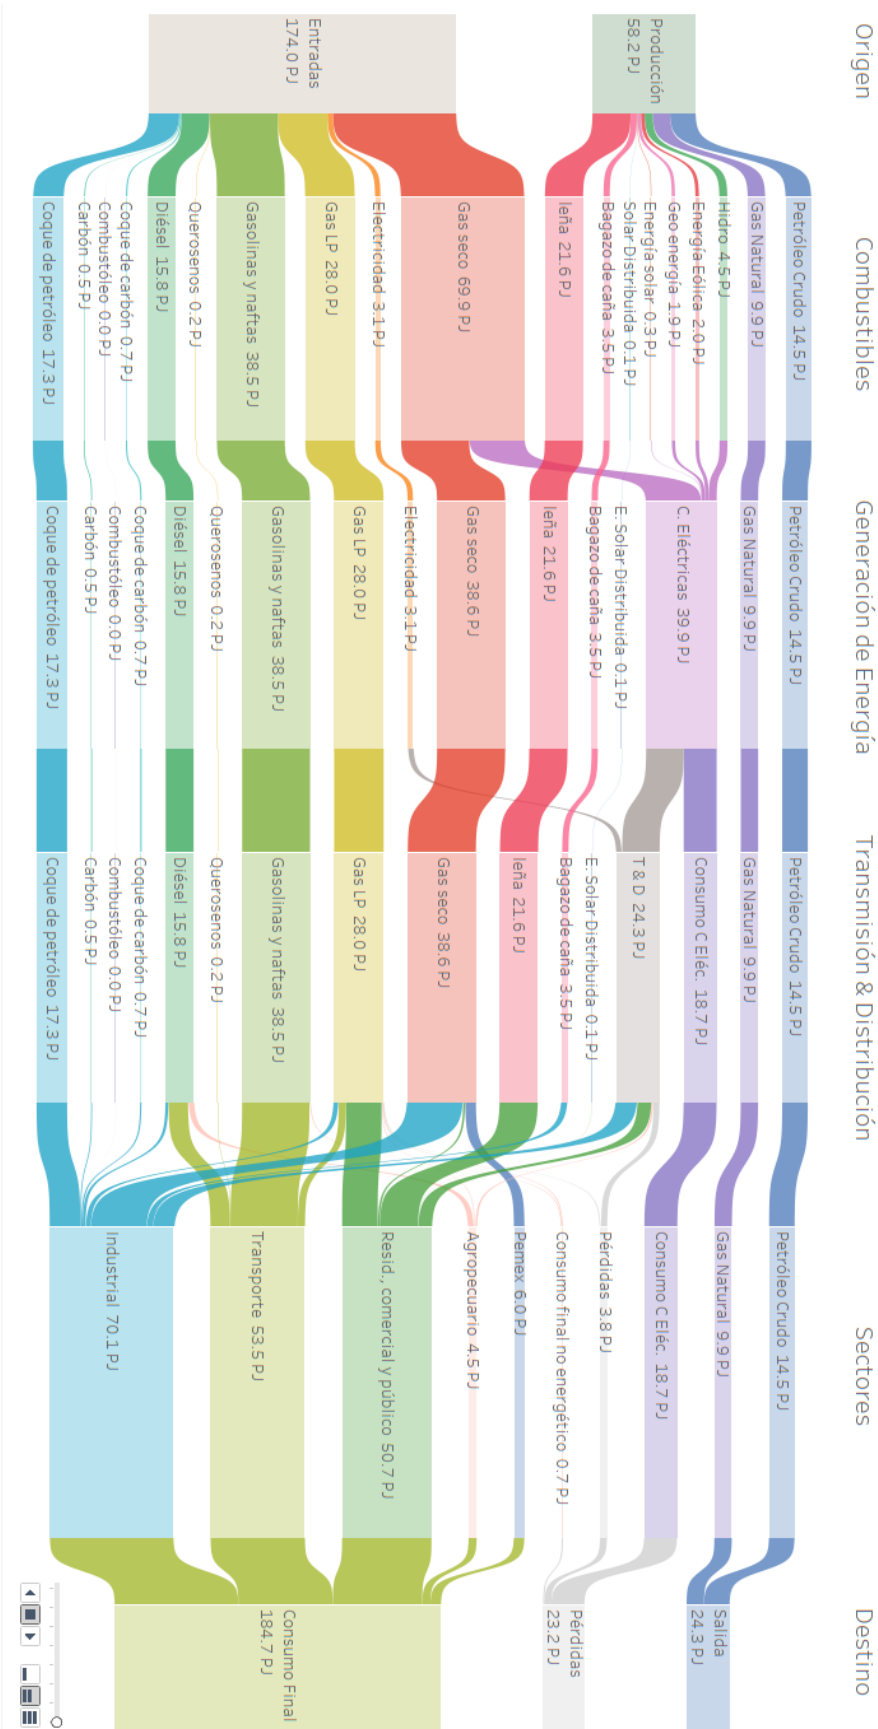 Origen
Combustibles
Generación de Energía
Transmisión & Distribución
Sectores
Destino
Producción
58.2 PJ
Entradas
174.0 PJ
Petróleo Crudo 14.5 PJ
Gas Natural 9.9 PJ
Hidro 4.5 PJ
Energía Eólica 2.0 PJ
Geoenergía 1.9 PJ
Energía solar 0.3 PJ
Solar Distribuida 0.1 PJ
Bagazo de caña 3.5 PJ
leña 21.6 PJ
Gas seco 69.9 PJ
Electricidad 3.1 PJ
Gas LP 28.0 PJ
Gasolinas y naftas 38.5 PJ
Querosenos 0.2 PJ
Diésel 15.8 PJ
Coque de carbón 0.7 PJ
Combustóleo 0.0 PJ
Carbón 0.5 PJ
Coque de petróleo 17.3 PJ
Petróleo Crudo 14.5 PJ
Gas Natural 9.9 PJ
C. Eléctricas 39.9 PJ
E. Solar Distribuida 0.1 PJ
Bagazo de caña 3.5 PJ
leña 21.6 PJ
Gas seco 38.6 PJ
Electricidad 3.1 PJ
Gas LP 28.0 PJ
Gasolinas y naftas 38.5 PJ
Querosenos 0.2 PJ
Diésel 15.8 PJ
Coque de carbón 0.7 PJ
Combustóleo 0.0 PJ
Carbón 0.5 PJ
Coque de petróleo 17.3 PJ
Petróleo Crudo 14.5 PJ
Gas Natural 9.9 PJ
Consumo C Eléc. 18.7 PJ
T & D 24.3 PJ
E. Solar Distribuida 0.1 PJ
Bagazo de caña 3.5 PJ
leña 21.6 PJ
Gas seco 38.6 PJ
Gas LP 28.0 PJ
Gasolinas y naftas 38.5 PJ
Querosenos 0.2 PJ
Diésel 15.8 PJ
Coque de carbón 0.7 PJ
Combustóleo 0.0 PJ
Carbón 0.5 PJ
Coque de petróleo 17.3 PJ
Petróleo Crudo 14.5 PJ
Gas Natural 9.9 PJ
Consumo C Eléc. 18.7 PJ
Pérdidas 3.8 PJ
Consumo final no energético 0.7 PJ
Pemex 6.0 PJ
Agropecuario 4.5 PJ
Resid., comercial y público 50.7 PJ
Transporte 53.5 PJ
Industrial 70.1 PJ
Salida
24.3 PJ
Pérdidas
23.2 PJ
Consumo Final
184.7 PJ